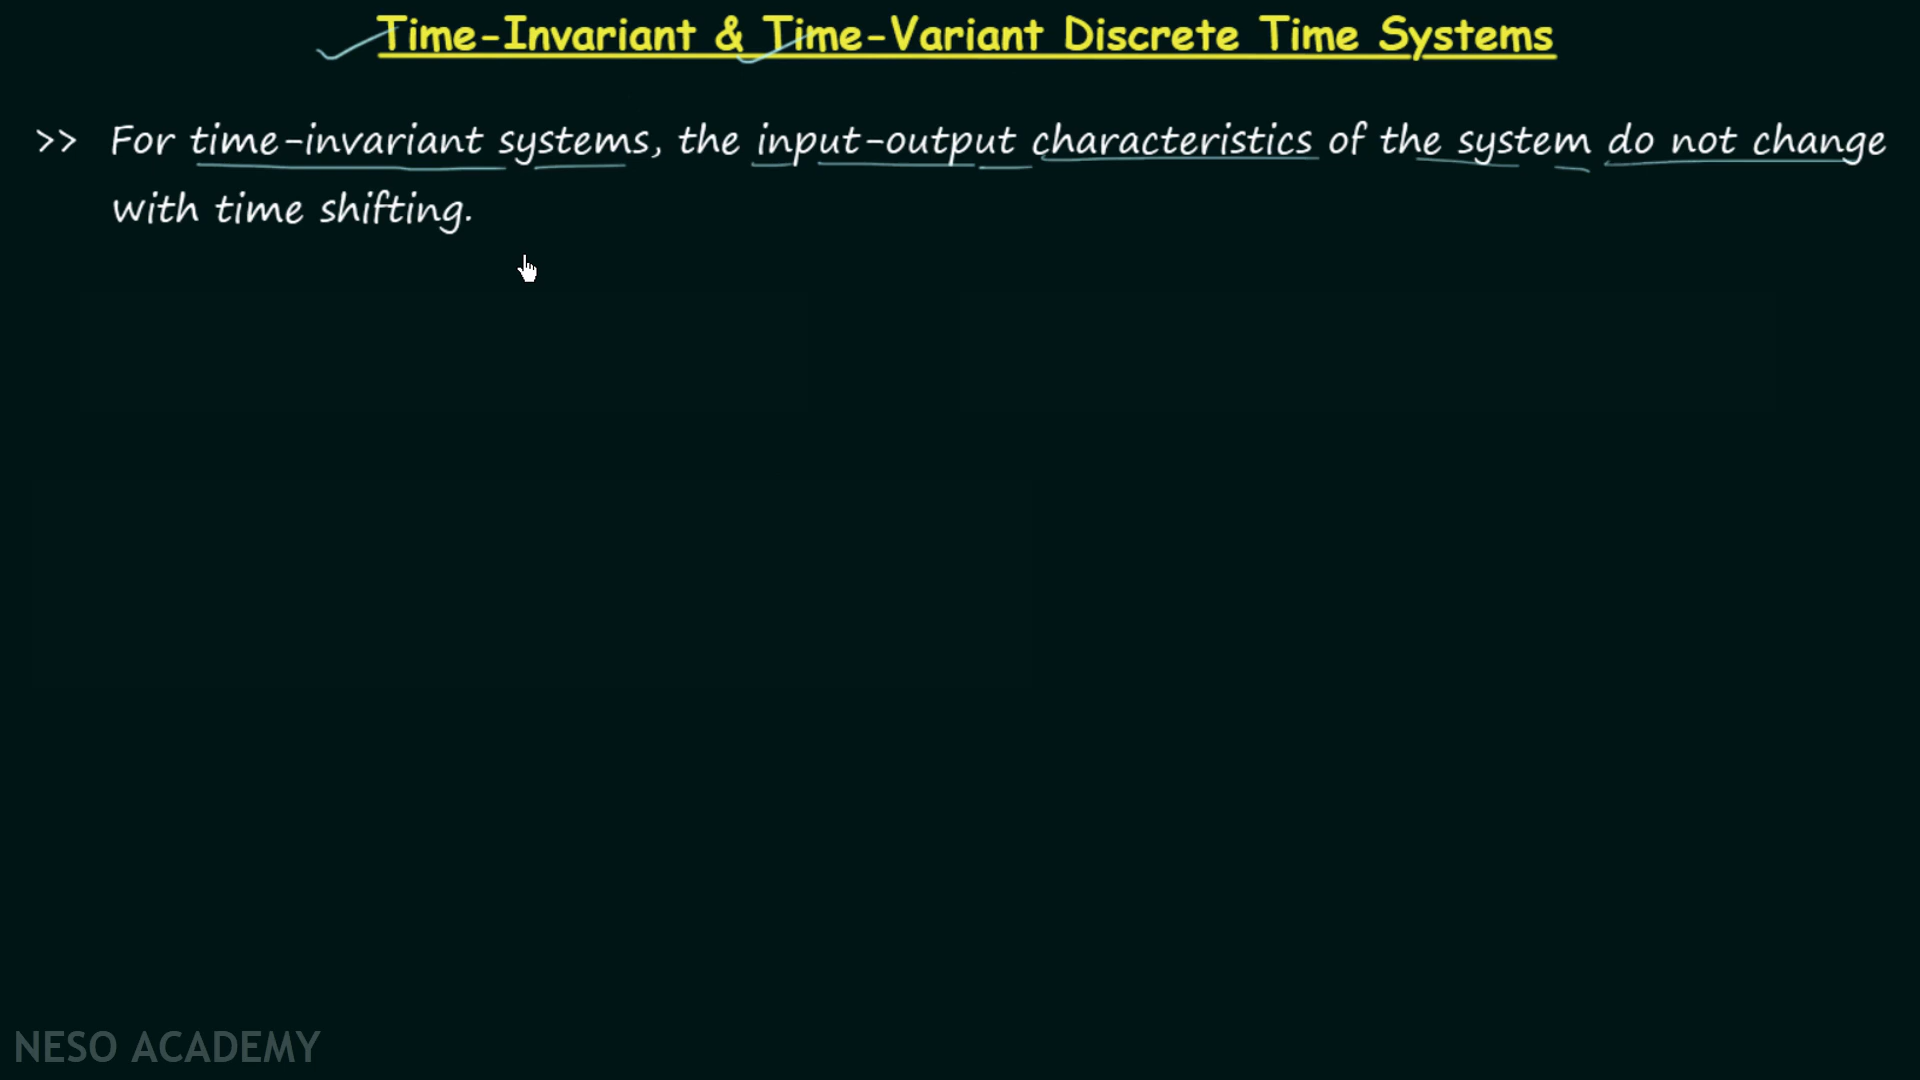 Time-Invariant & Time-Variant Discrete Time Systems
>> For time-invariant systems, the input-output characteristics of the system do not change
with time shifting.
NESO ACADEMY